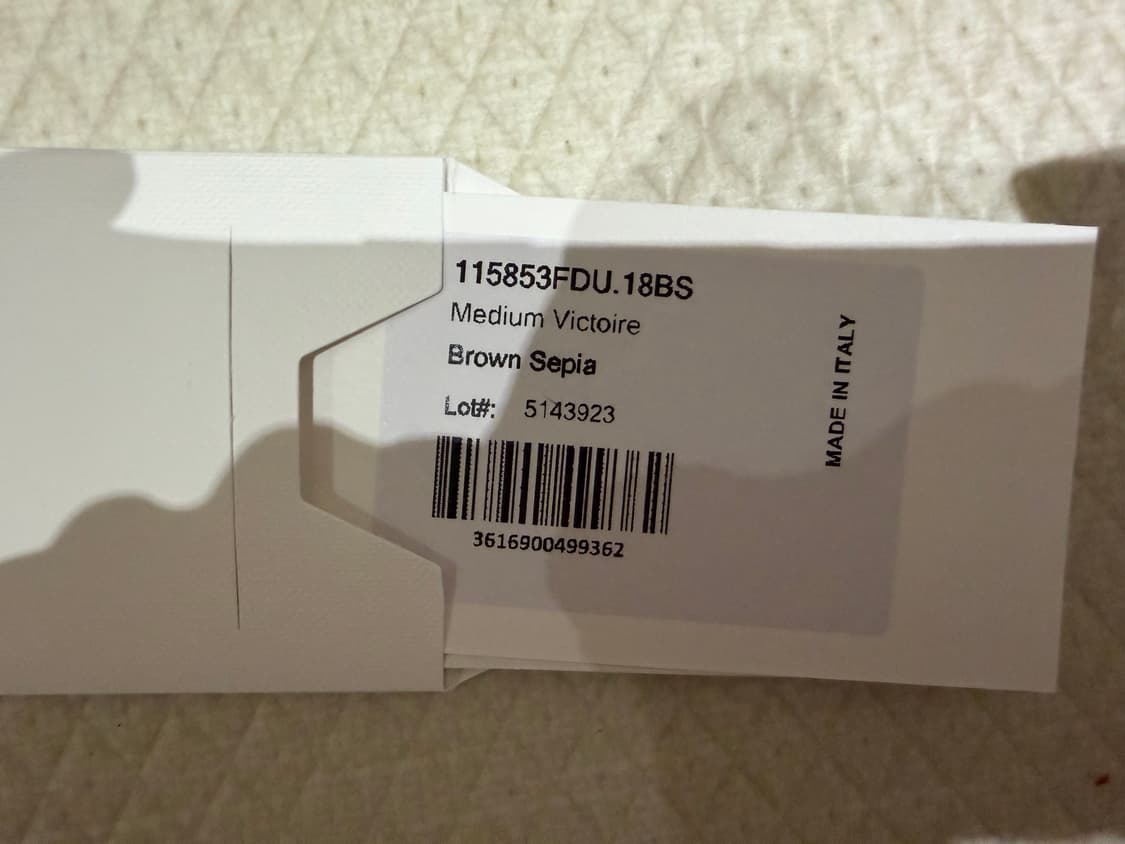 115853FDU.18BS
Medium Victoire
Brown Sepia
Lot#: 5143923
3616900499362
MADE IN ITALY